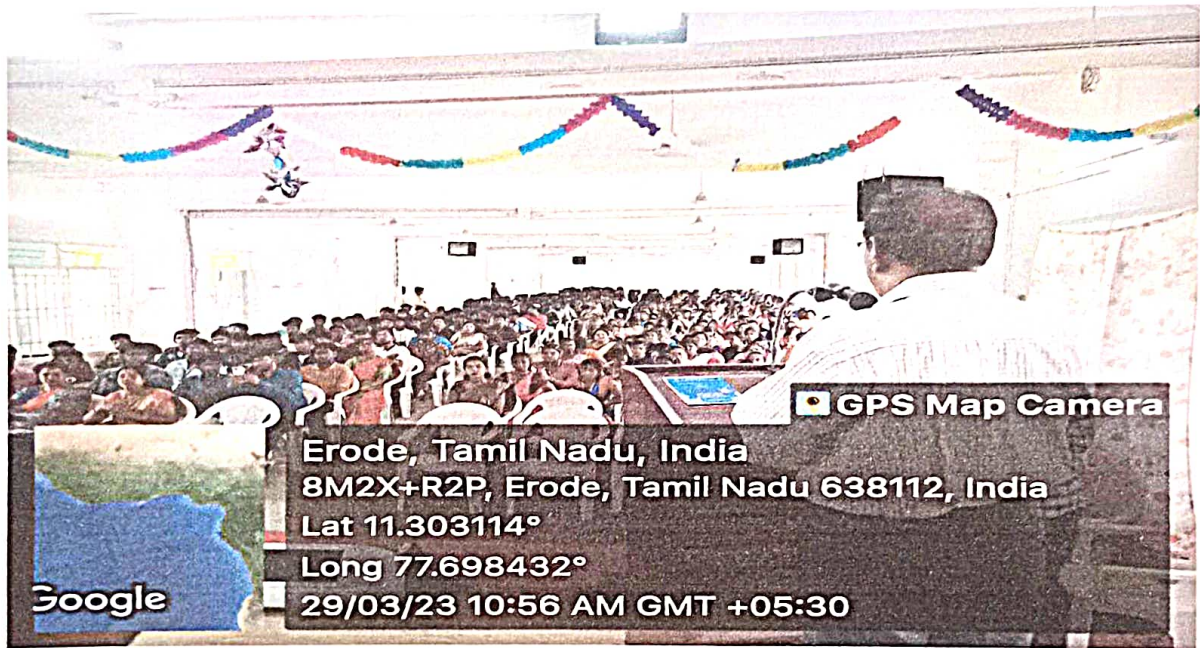 GPS Map Camera
Erode, Tamil Nadu, India
8M2X+R2P, Erode, Tamil Nadu 638112, India
Lat 11.303114°
Long 77.698432°
29/03/23 10:56 AM GMT +05:30
Google